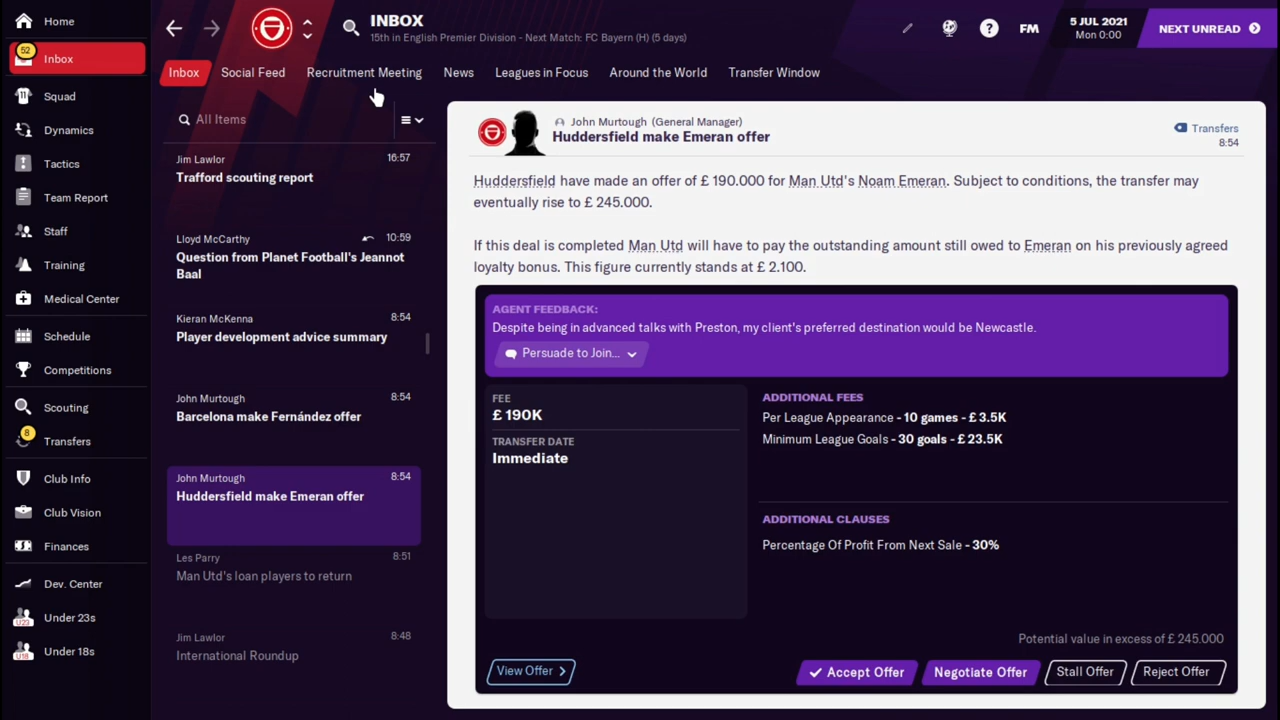 Home
52
Inbox
11
Squad
Dynamics
Tactics
Team Report
Staff
Training
Medical Center
Schedule
Competitions
Scouting
8
Transfers
Club Info
Club Vision
Finances
Dev. Center
U23
Under 23s
U18
Under 18s
INBOX
15th in English Premier Division - Next Match: FC Bayern (H) (5 days)
?
FM
5 JUL 2021
Mon 0:00
NEXT UNREAD
Inbox
Social Feed
Recruitment Meeting
News
Leagues in Focus
Around the World
Transfer Window
All Items
Jim Lawlor 16:57
Trafford scouting report
Lloyd McCarthy 10:59
Question from Planet Football's Jeannot
Baal
Kieran McKenna 8:54
Player development advice summary
John Murtough 8:54
Barcelona make Fernández offer
John Murtough 8:54
Huddersfield make Emeran offer
Les Parry 8:51
Man Utd's loan players to return
Jim Lawlor 8:48
International Roundup
John Murtough (General Manager)
Huddersfield make Emeran offer
Transfers
8:54
Huddersfield have made an offer of £ 190.000 for Man Utd's Noam Emeran. Subject to conditions, the transfer may
eventually rise to £ 245.000.
If this deal is completed Man Utd will have to pay the outstanding amount still owed to Emeran on his previously agreed
loyalty bonus. This figure currently stands at £ 2.100.
AGENT FEEDBACK:
Despite being in advanced talks with Preston, my client's preferred destination would be Newcastle.
Persuade to Join...
FEE
£ 190K
TRANSFER DATE
Immediate
ADDITIONAL FEES
Per League Appearance - 10 games - £ 3.5K
Minimum League Goals - 30 goals - £ 23.5K
ADDITIONAL CLAUSES
Percentage Of Profit From Next Sale - 30%
Potential value in excess of £ 245.000
View Offer
Accept Offer
Negotiate Offer
Stall Offer
Reject Offer